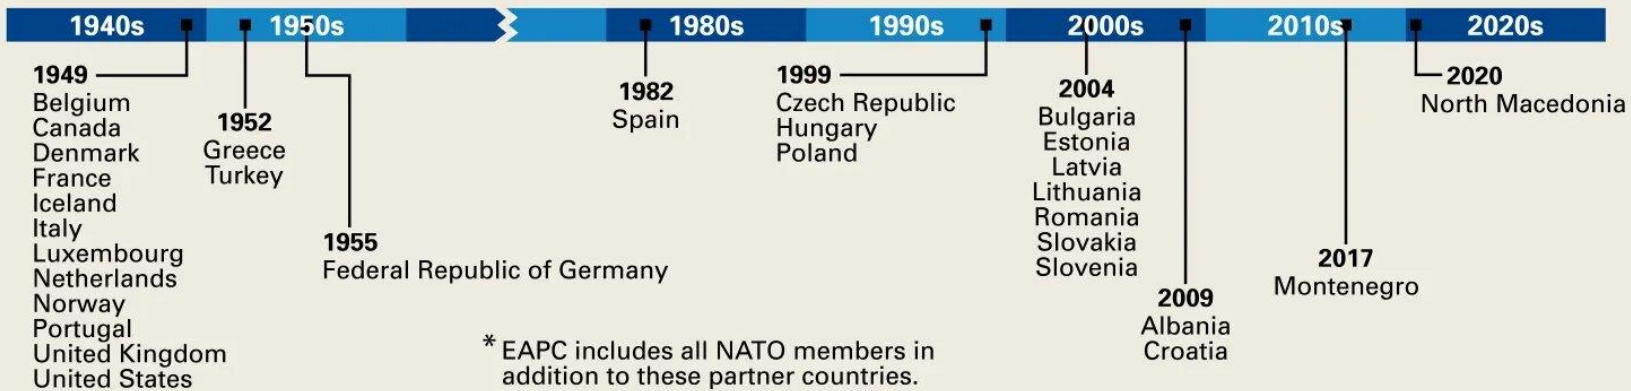 1940s
1950s
1980s
1990s
2000s
2010s
2020s
1949
Belgium
Canada
Denmark
France
Iceland
Italy
Luxembourg
Netherlands
Norway
Portugal
United Kingdom
United States
1952
Greece
Turkey
1955
Federal Republic of Germany
1982
Spain
1999
Czech Republic
Hungary
Poland
2004
Bulgaria
Estonia
Latvia
Lithuania
Romania
Slovakia
Slovenia
2009
Albania
Croatia
2017
Montenegro
2020
North Macedonia
* EAPC includes all NATO members in
addition to these partner countries.